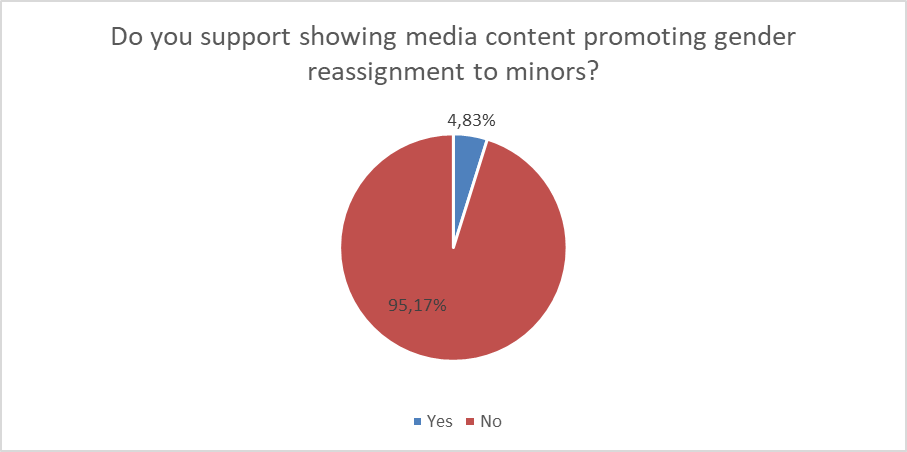 Do you support showing media content promoting gender
reassignment to minors?
4,83%
95,17%
Yes No